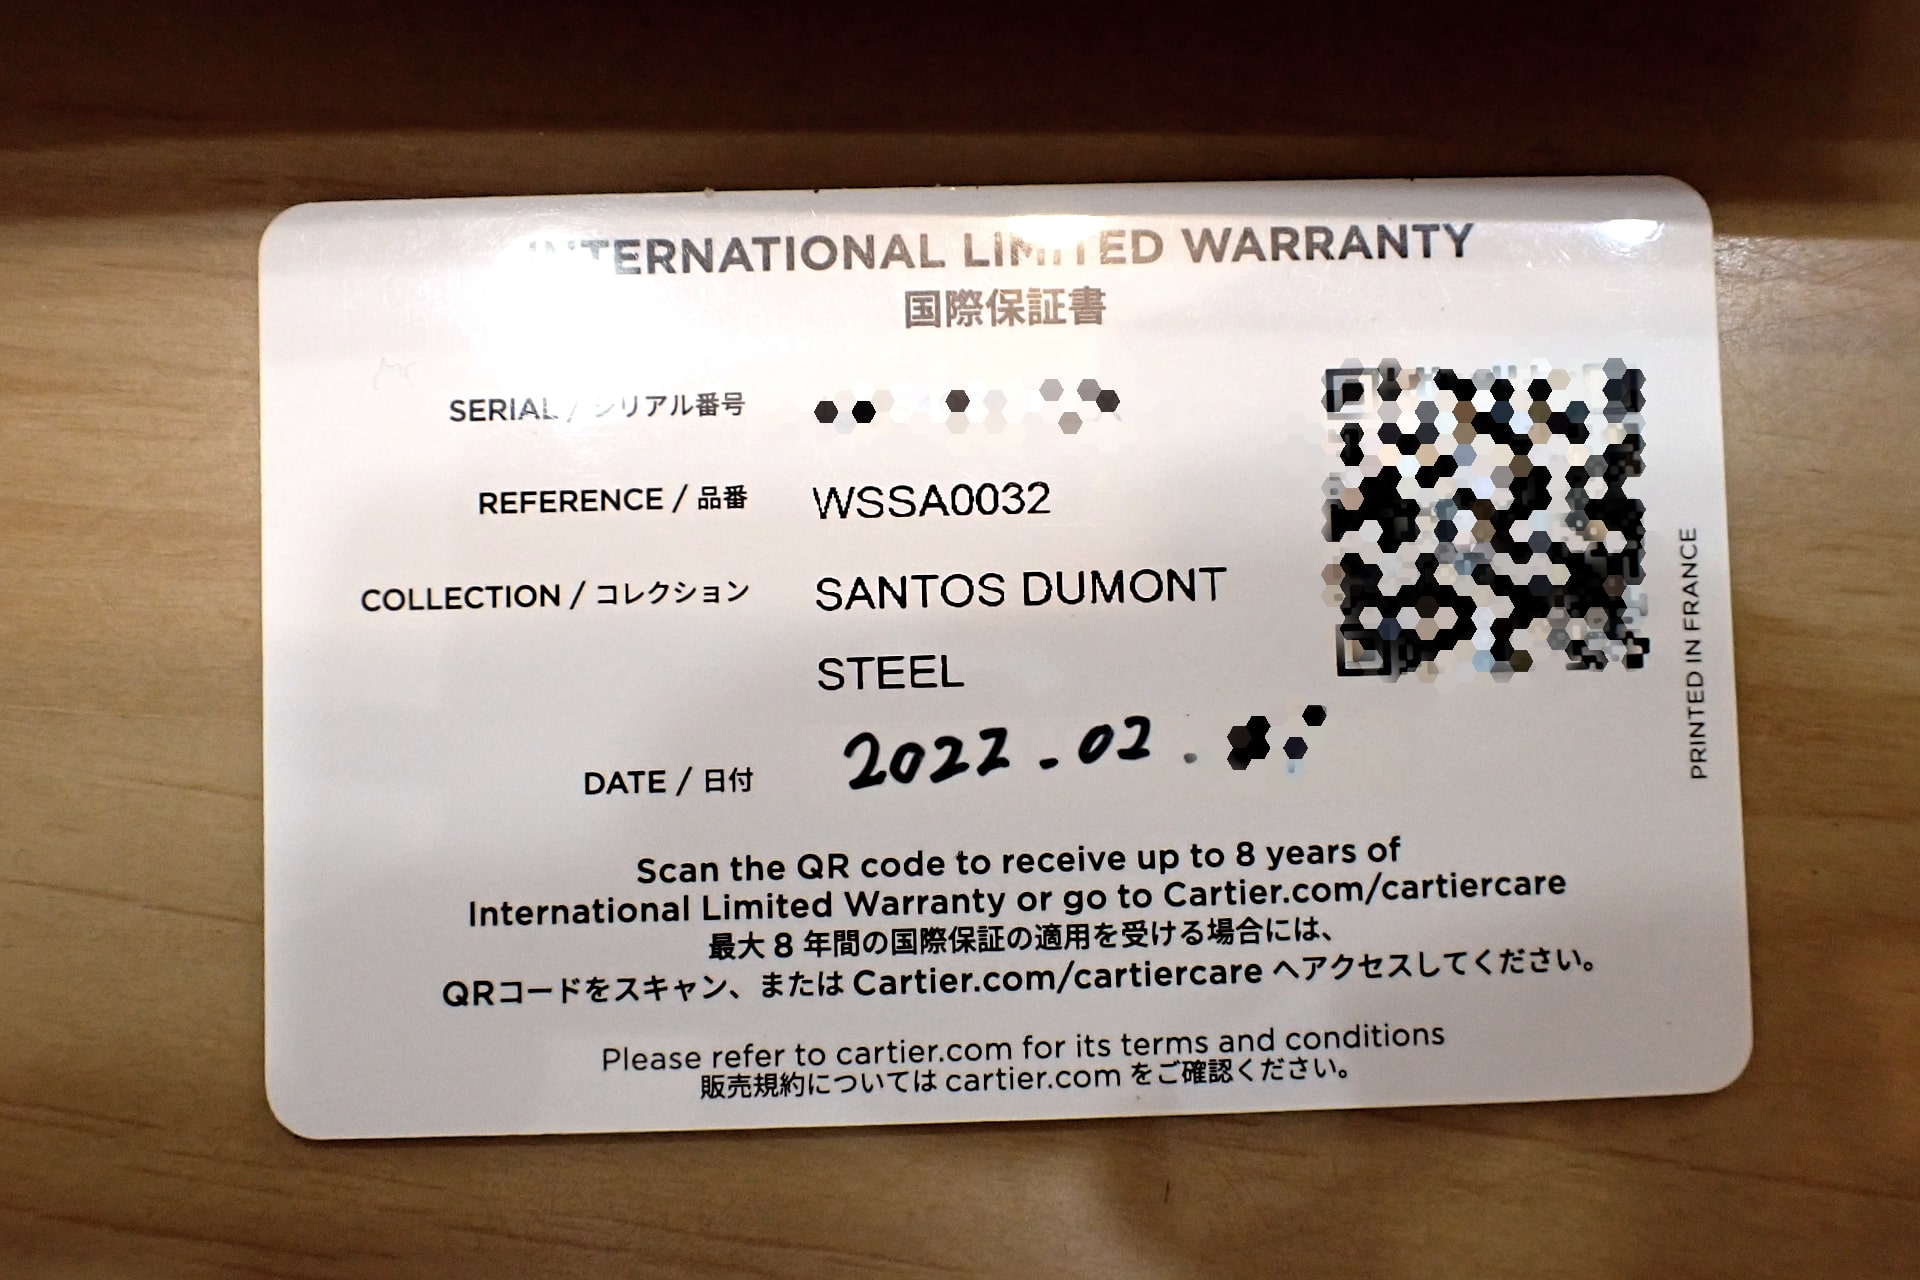 INTERNATIONAL LIMITED WARRANTY
国際保証書
SERIAL / シリアル番号
REFERENCE / 品番 WSSA0032
COLLECTION / コレクション SANTOS DUMONT
STEEL
DATE / 日付 2022 - 02 .
Scan the QR code to receive up to 8 years of
International Limited Warranty or go to Cartier.com/cartiercare
最大 8 年間の国際保証の適用を受ける場合には、
QRコードをスキャン、または Cartier.com/cartiercare へアクセスしてください。
Please refer to cartier.com for its terms and conditions
販売規約については cartier.com をご確認ください。
PRINTED IN FRANCE